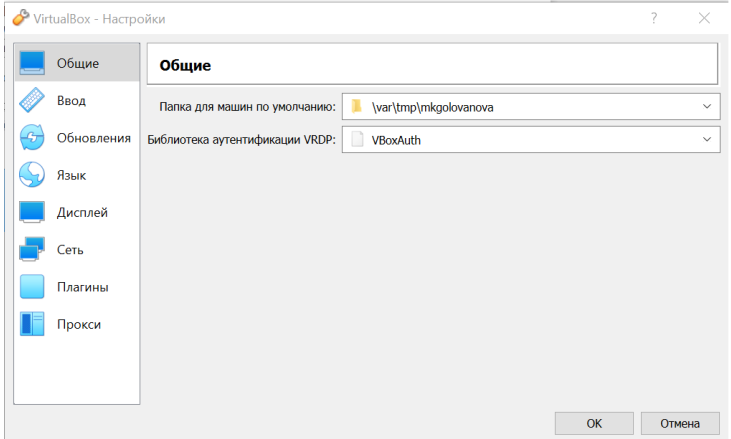 VirtualBox - Настройки
?
Общие
Ввод
Обновления
Язык
Дисплей
Сеть
Плагины
Прокси
Общие
Папка для машин по умолчанию: \var\tmp\mkgolovanova
Библиотека аутентификации VRDP: VBoxAuth
OK Отмена